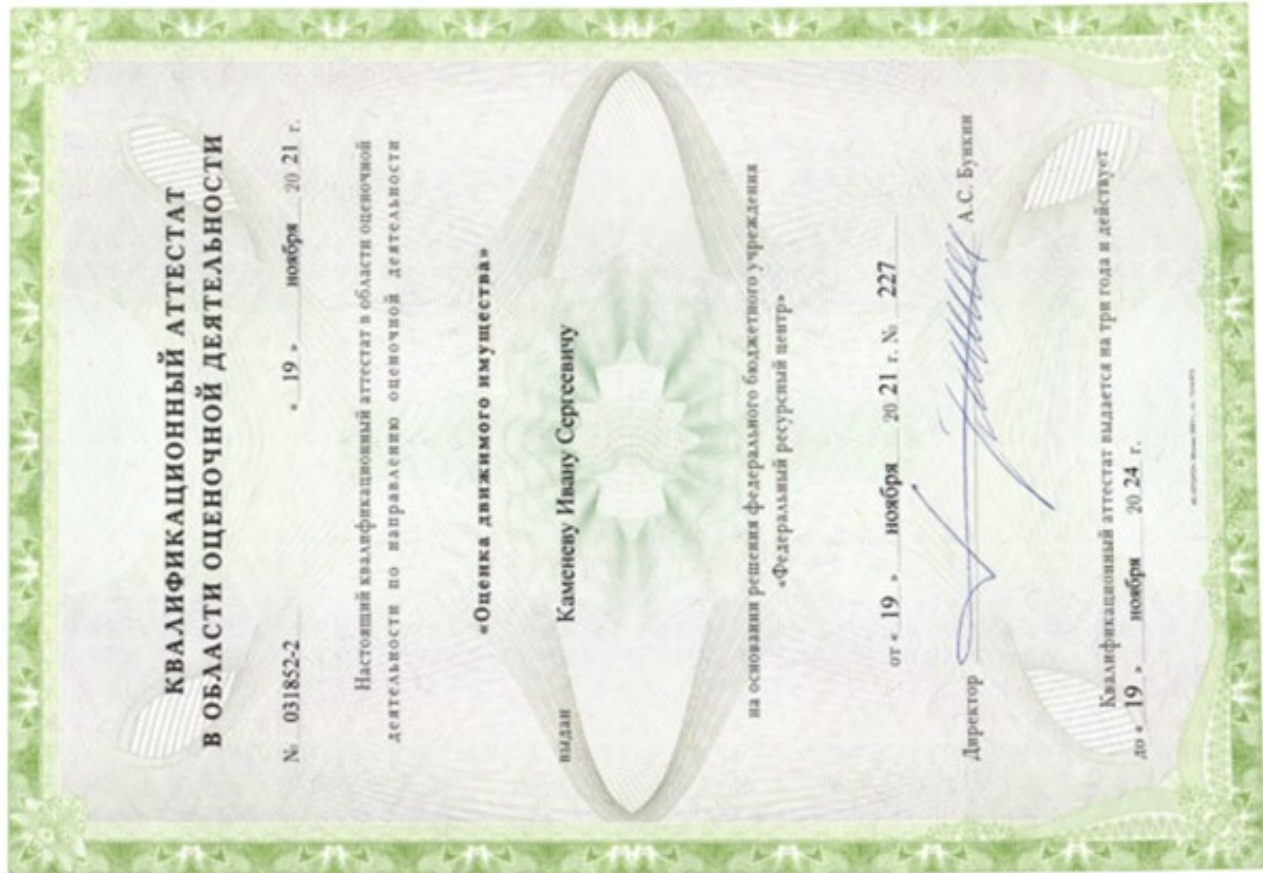 КВАЛИФИКАЦИОННЫЙ АТТЕСТАТ
В ОБЛАСТИ ОЦЕНОЧНОЙ ДЕЯТЕЛЬНОСТИ
№ 031852-2 « 19 » ноября 20 21 г.
Настоящий квалификационный аттестат в области оценочной
деятельности по направлению оценочной деятельности
«Оценка движимого имущества»
выдан Каменеву Ивану Сергеевичу
на основании решения федерального бюджетного учреждения
«Федеральный ресурсный центр»
от « 19 » ноября 20 21 г. № 227
Директор А.С. Бункин
Квалификационный аттестат выдается на три года и действует
до « 19 » ноября 20 24 г.